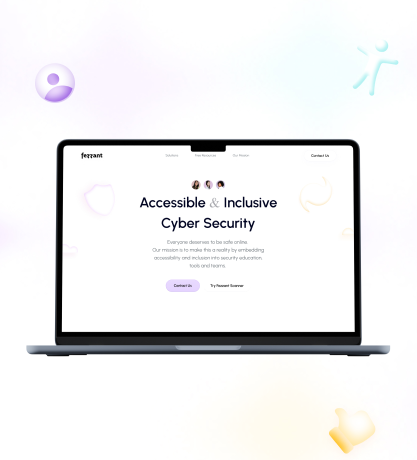 ferrant
Solutions Free Resources Our Mission Contact Us
Accessible & Inclusive
Cyber Security
Everyone deserves to be safe online.
Our mission is to make this a reality by embedding
accessibility and inclusion into security education,
tools and teams.
Contact Us Try Ferrant Scanner